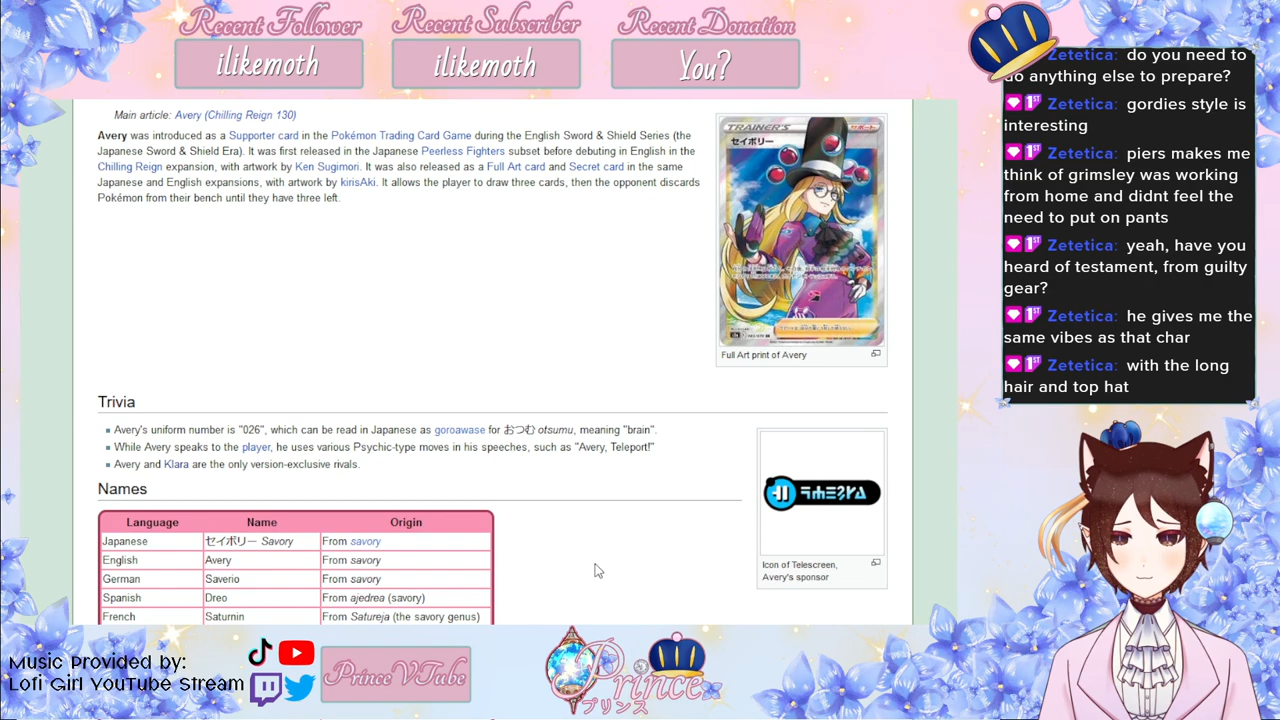 Recent Follower
Recent Subscriber
Recent Donation
ilikemoth
ilikemoth
You?
Main article: Avery (Chilling Reign 130)
Avery was introduced as a Supporter card in the Pokémon Trading Card Game during the English Sword & Shield Series (the
Japanese Sword & Shield Era). It was first released in the Japanese Peerless Fighters subset before debuting in English in the
Chilling Reign expansion, with artwork by Ken Sugimori. It was also released as a Full Art card and Secret card in the same
Japanese and English expansions, with artwork by kirisAki. It allows the player to draw three cards, then the opponent discards
Pokémon from their bench until they have three left.
TRAINER'S
サポート
セイボリー
Full Art print of Avery
Trivia
Avery's uniform number is "026", which can be read in Japanese as goroawase for おつむ otsumu, meaning "brain".
While Avery speaks to the player, he uses various Psychic-type moves in his speeches, such as "Avery, Teleport!"
Avery and Klara are the only version-exclusive rivals.
Icon of Telescreen,
Avery's sponsor
Names
Language Name Origin
Japanese セイボリー Savory From savory
English Avery From savory
German Saverio From savory
Spanish Dreo From ajedrea (savory)
French Saturnin From Satureja (the savory genus)
Zetetica: do you need to
do anything else to prepare?
Zetetica: gordies style is
interesting
Zetetica: piers makes me
think of grimsley was working
from home and didnt feel the
need to put on pants
Zetetica: yeah, have you
heard of testament, from guilty
gear?
Zetetica: he gives me the
same vibes as that char
Zetetica: with the long
hair and top hat
Music Provided by:
Lofi Girl YouTube Stream
PrinceVTube
Prince
プリンス